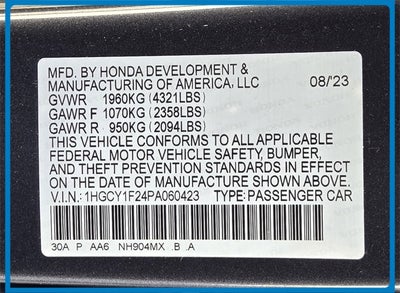 MFD. BY HONDA DEVELOPMENT &
MANUFACTURING OF AMERICA, LLC 08/'23
GVWR 1960KG (4321LBS)
GAWR F 1070KG (2358LBS)
GAWR R 950KG (2094LBS)
THIS VEHICLE CONFORMS TO ALL APPLICABLE
FEDERAL MOTOR VEHICLE SAFETY, BUMPER,
AND THEFT PREVENTION STANDARDS IN EFFECT
ON THE DATE OF MANUFACTURE SHOWN ABOVE.
V.I.N.: 1HGCY1F24PA060423 TYPE:PASSENGER CAR
30A P AA6 NH904MX .B .A